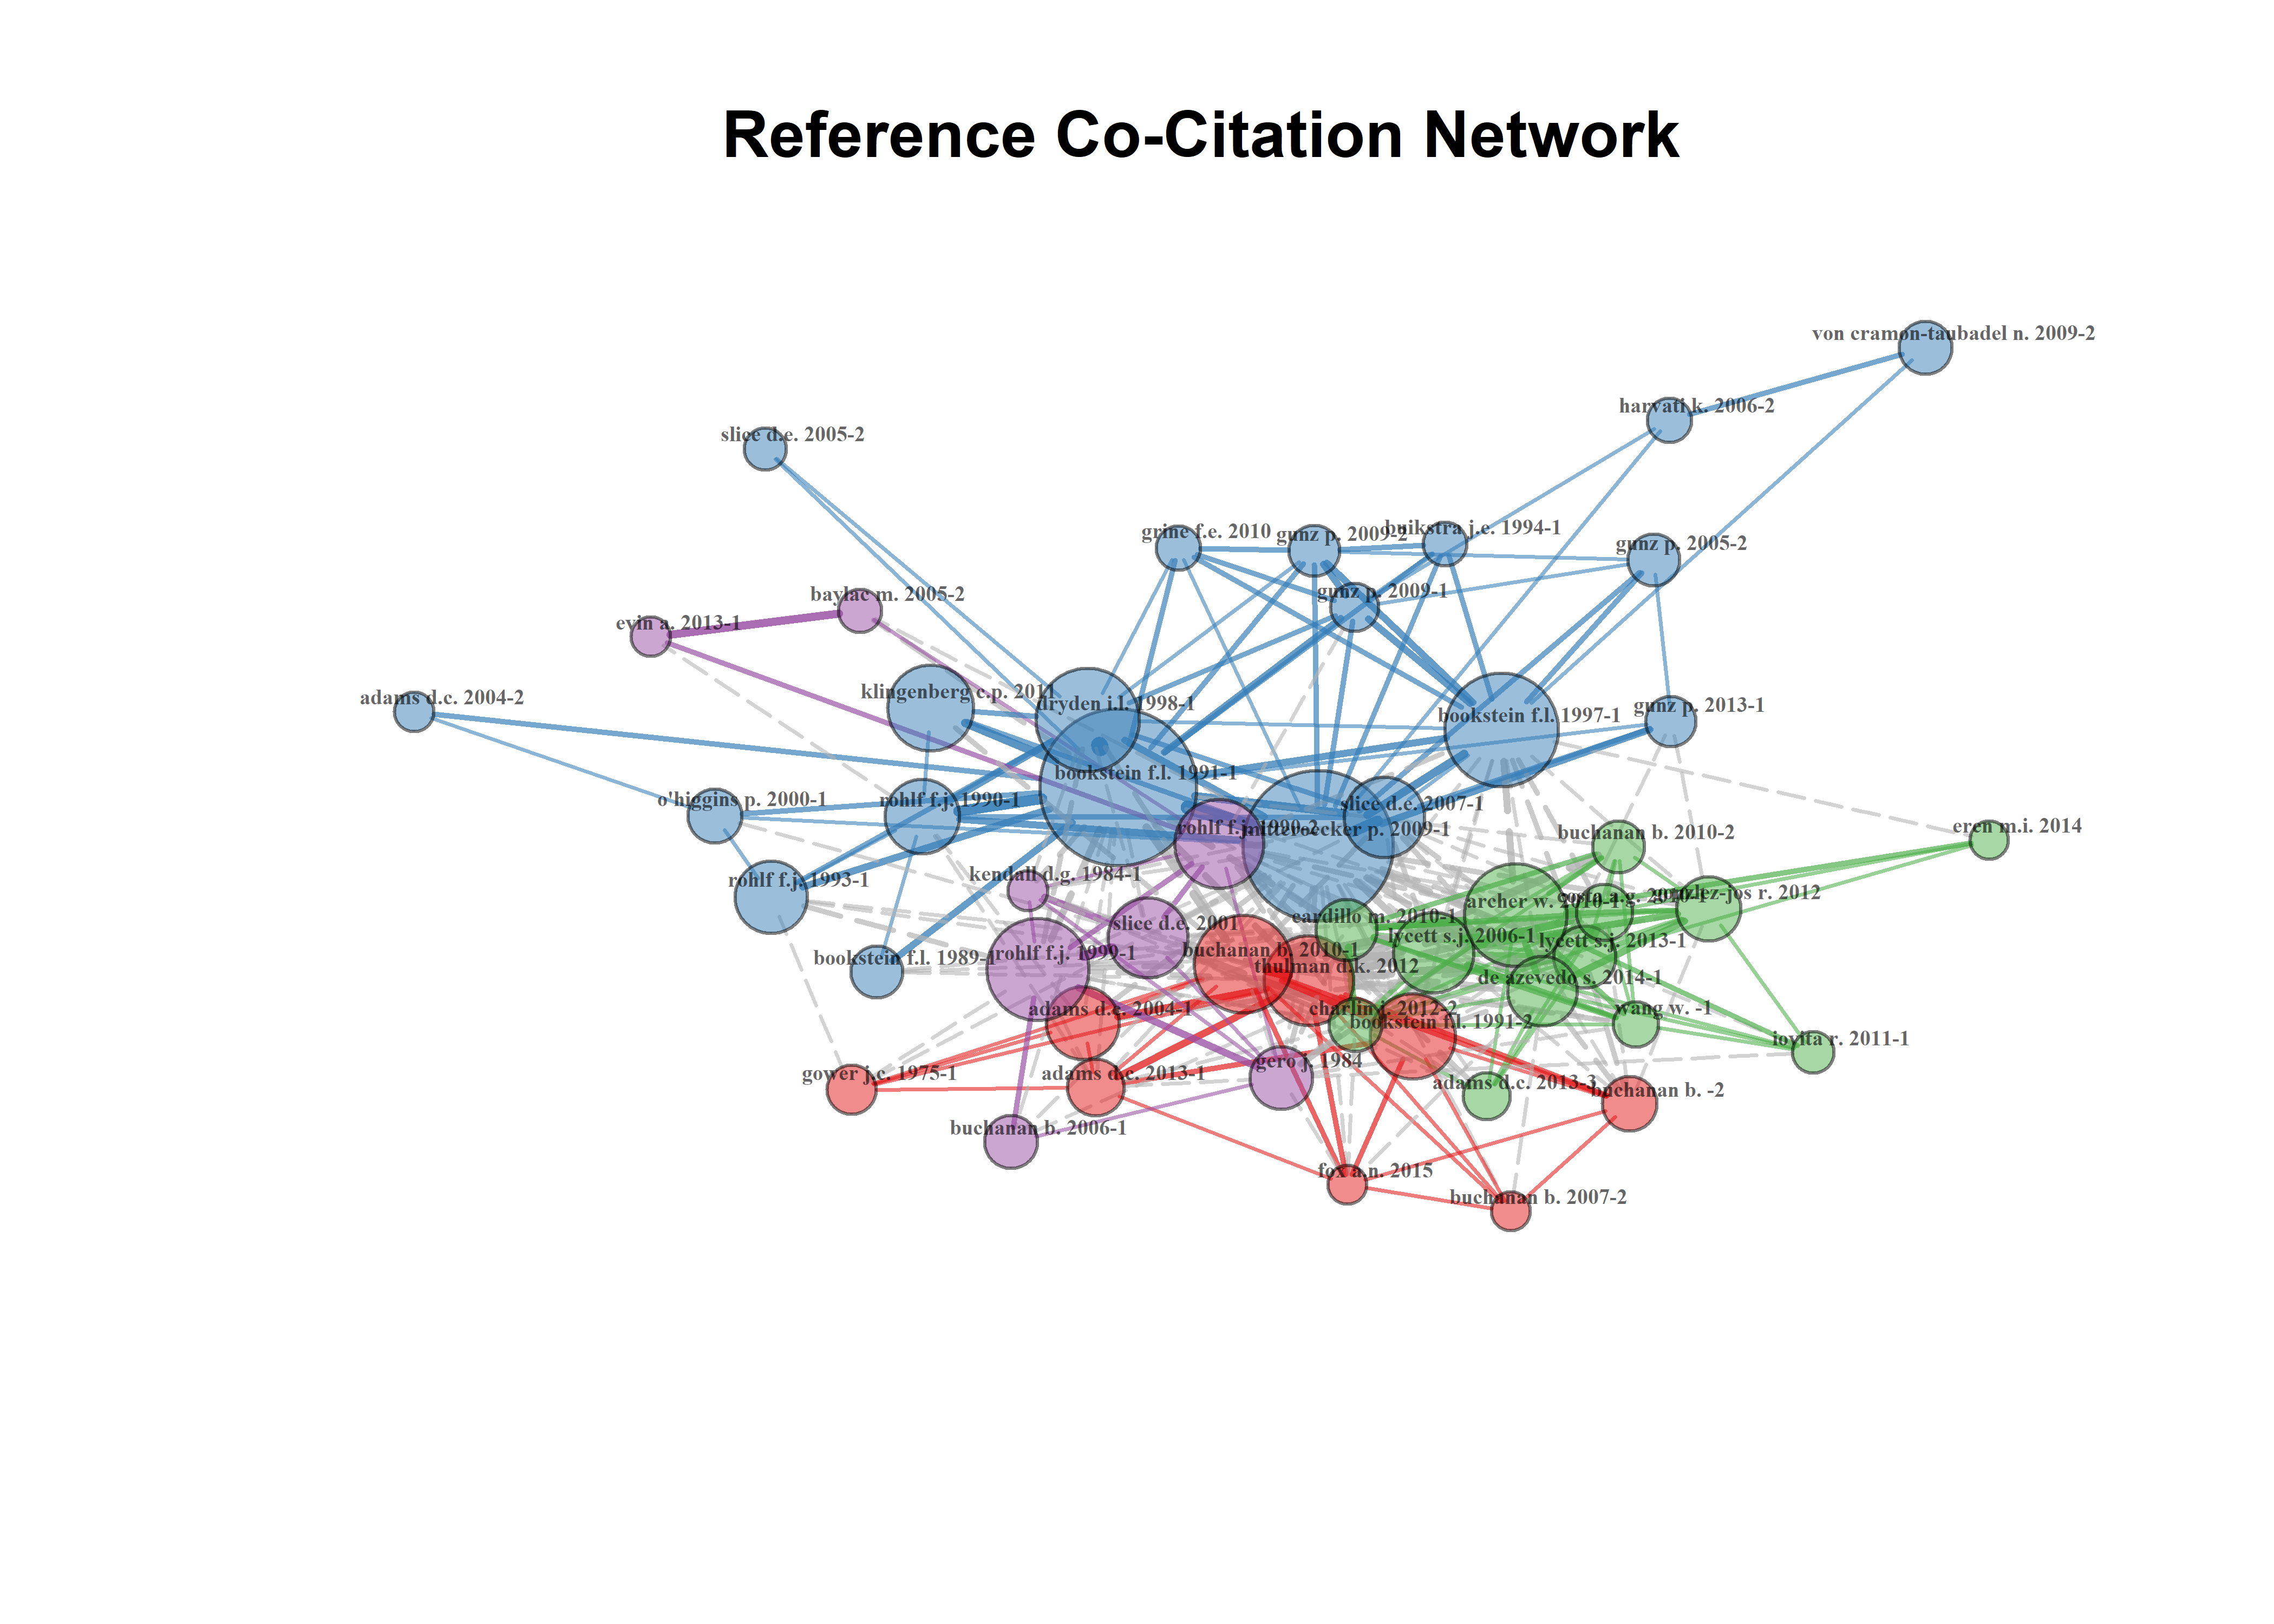 Reference Co-Citation Network
von cramon-taubadel n. 2009-2
harvati k. 2006-2
slice d.e. 2005-2
grine f.e. 2010
gunz p. 2009-2
buikstra j.e. 1994-1
gunz p. 2005-2
gunz p. 2009-1
baylac m. 2005-2
evin a. 2013-1
adams d.c. 2004-2
klingenberg c.p. 2011
dryden i.l. 1998-1
bookstein f.l. 1997-1
gunz p. 2013-1
bookstein f.l. 1991-1
o'higgins p. 2000-1
rohlf f.j. 1990-1
slice d.e. 2007-1
rohlf f.j. 1990-2
mitteroecker p. 2009-1
buchanan b. 2010-2
eren m.i. 2014
kendall d.g. 1984-1
rohlf f.j. 1993-1
archer w. 2010-1
costa a.g. 2010-1
gonzlez-jos r. 2012
cardillo m. 2010-1
slice d.e. 2001
lycett s.j. 2006-1
lycett s.j. 2013-1
bookstein f.l. 1989-1
rohlf f.j. 1999-1
buchanan b. 2010-1
thulman d.k. 2012
de azevedo s. 2014-1
adams d.c. 2004-1
charlin j. 2012-2
bookstein f.l. 1991-2
wang w. -1
iovita r. 2011-1
gero j. 1984
gower j.c. 1975-1
adams d.c. 2013-1
adams d.c. 2013-3
buchanan b. -2
buchanan b. 2006-1
fox a.n. 2015
buchanan b. 2007-2